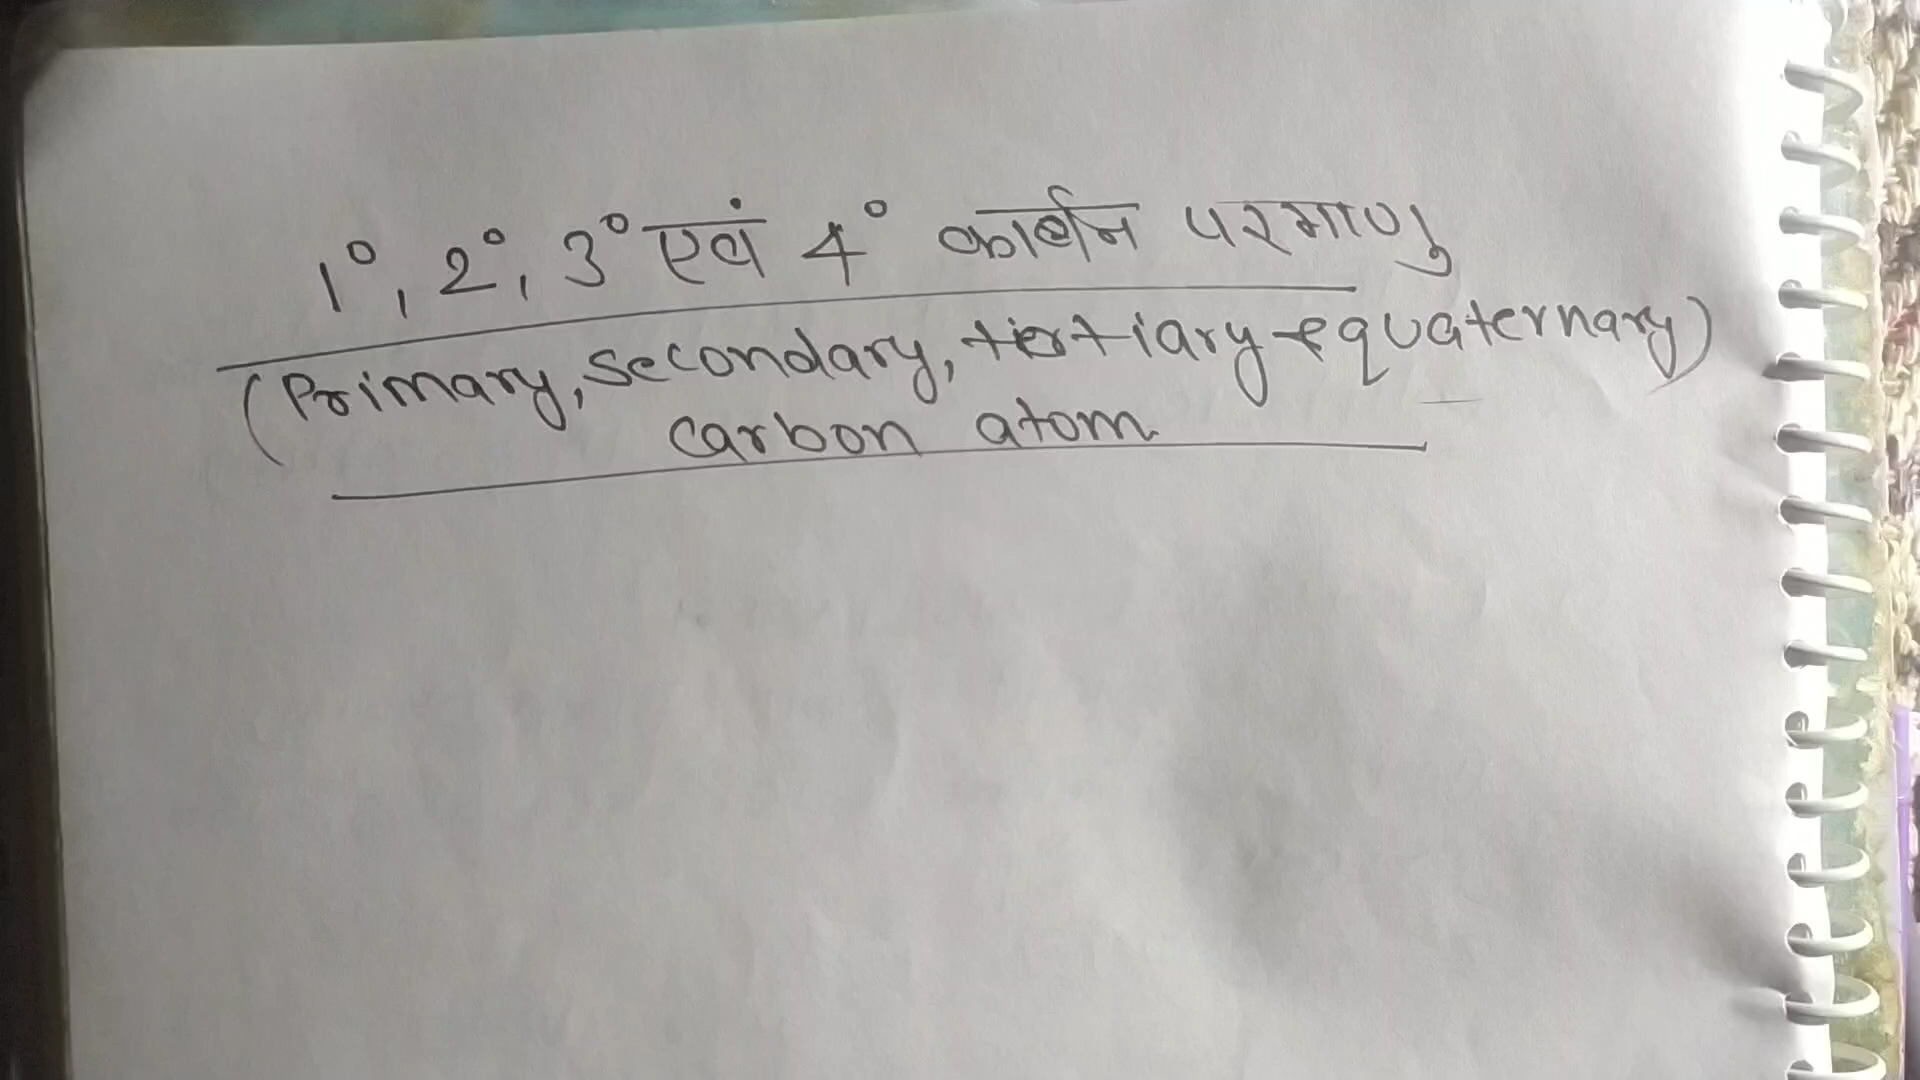 1°, 2°, 3° एवं 4° कार्बन परमाणु
(Primary, secondary, tertiary & quaternary)
carbon atom